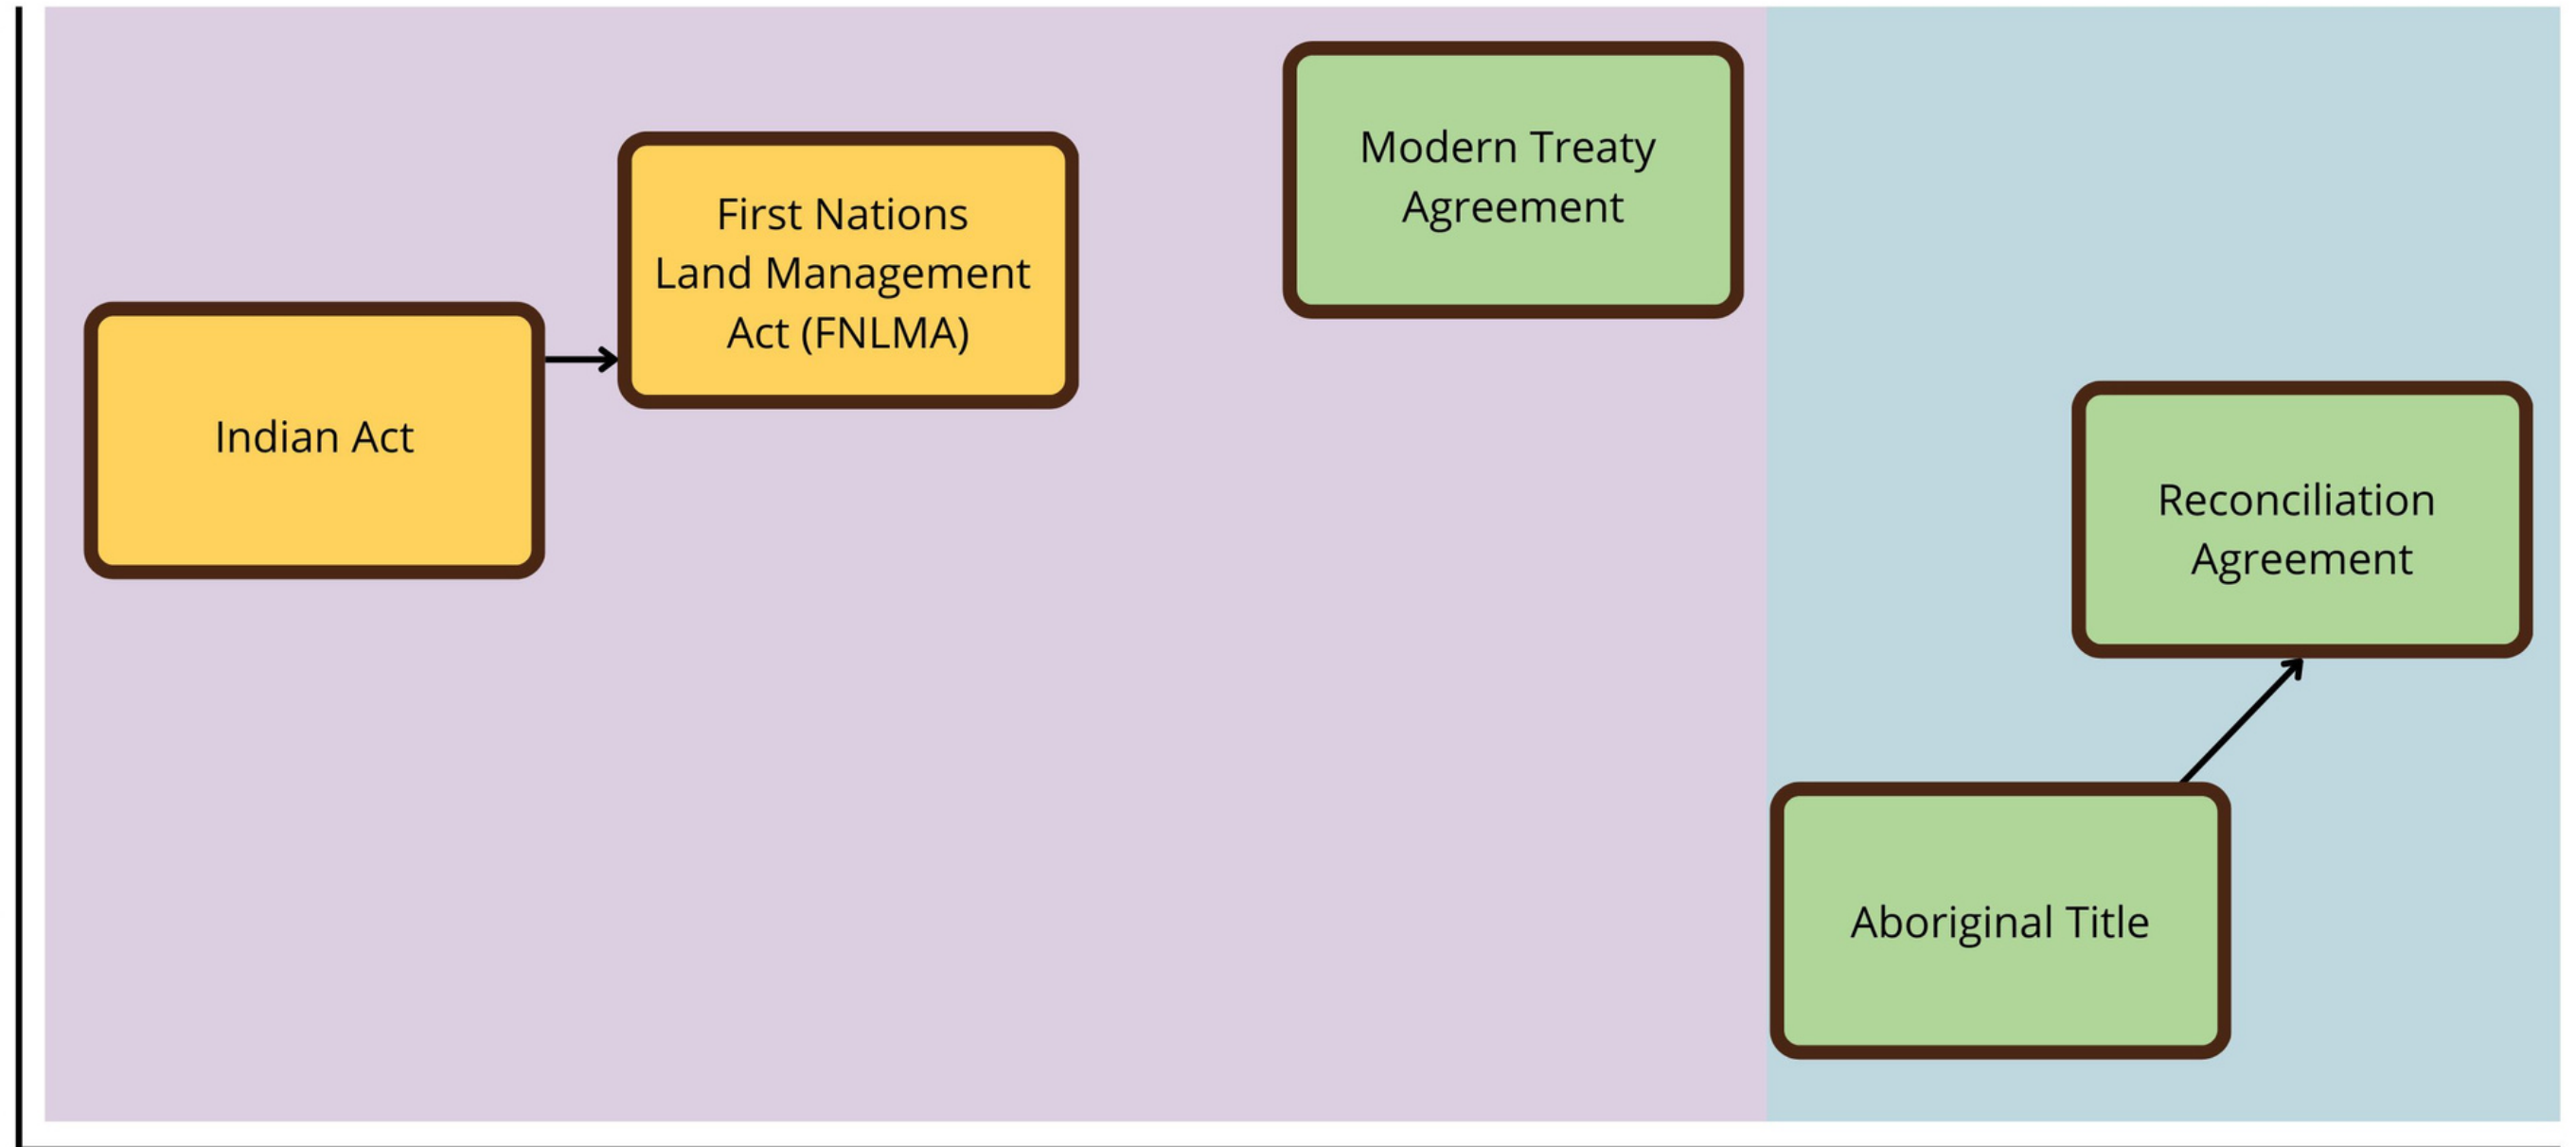 Modern Treaty
Agreement
First Nations
Land Management
Act (FNLMA)
Indian Act
Reconciliation
Agreement
Aboriginal Title